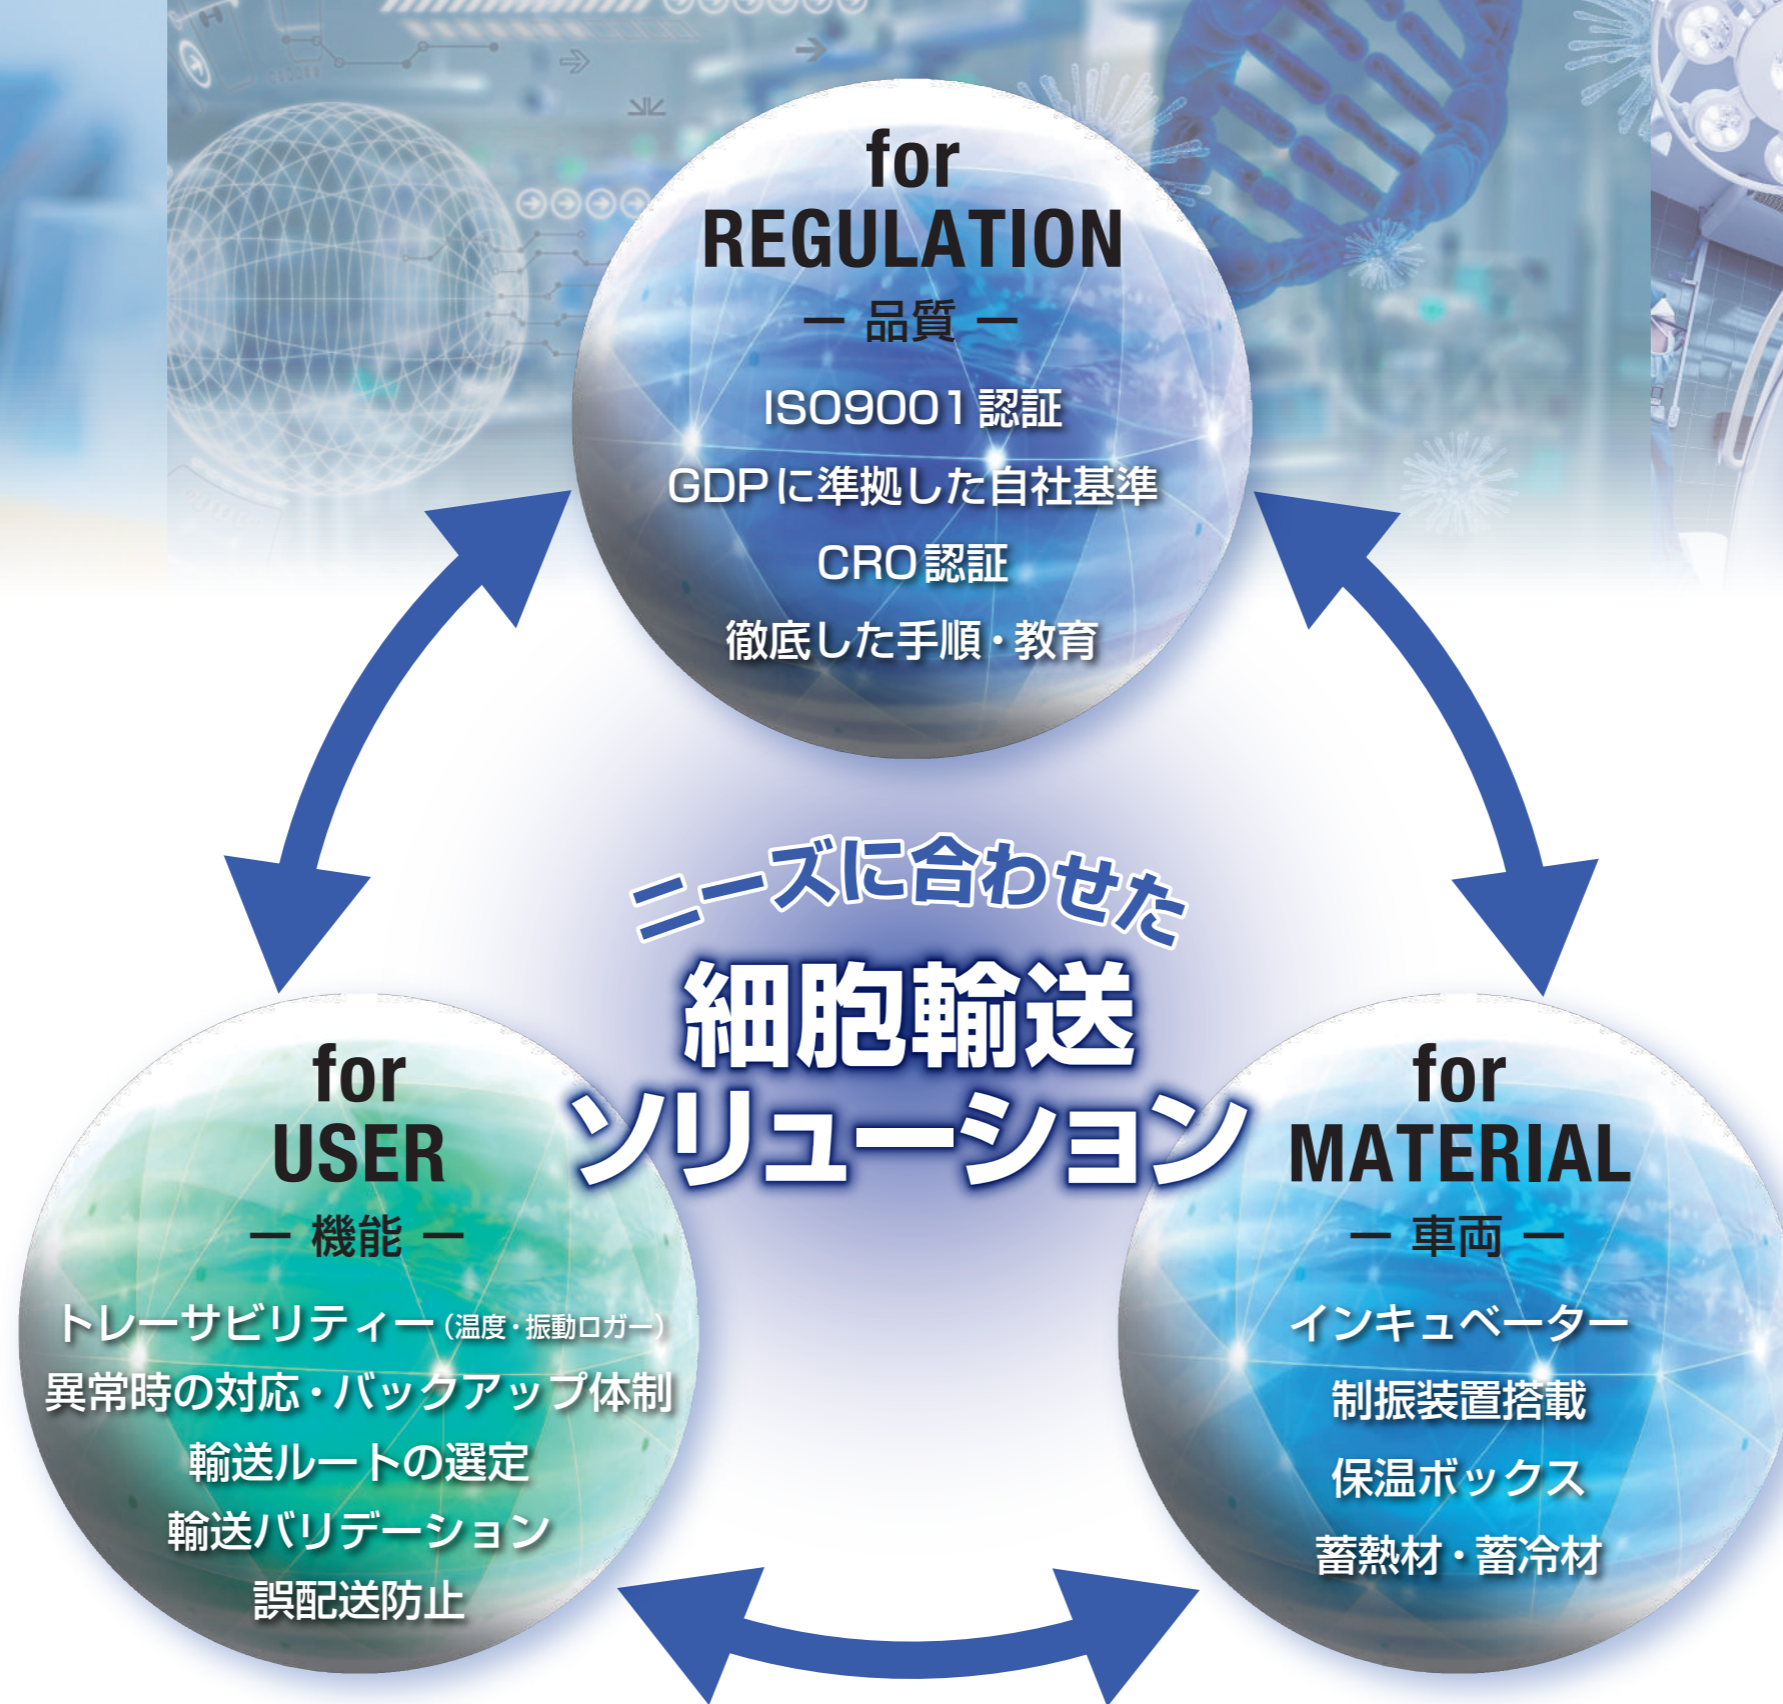 for
REGULATION
― 品質 ―
ISO9001認証
GDPに準拠した自社基準
CRO認証
徹底した手順・教育
ニーズに合わせた
細胞輸送
ソリューション
for
USER
― 機能 ―
トレーサビリティー（温度・振動ロガー）
異常時の対応・バックアップ体制
輸送ルートの選定
輸送バリデーション
誤配送防止
for
MATERIAL
― 車両 ―
インキュベーター
制振装置搭載
保温ボックス
蓄熱材・蓄冷材